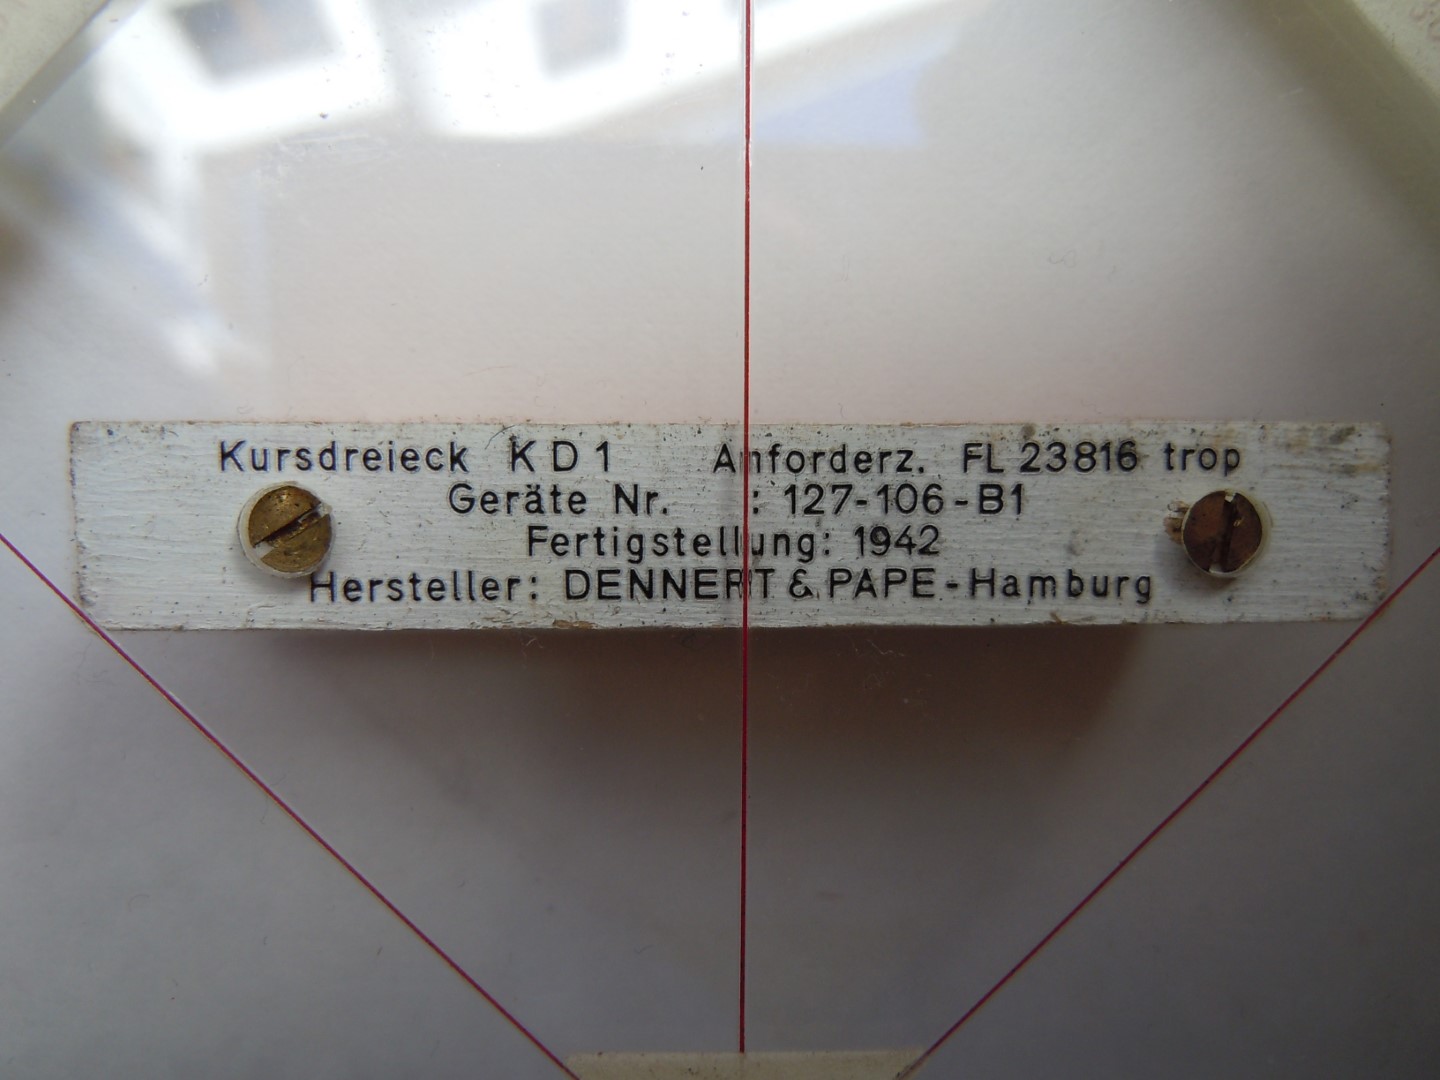 Kursdreieck KD1 Anforderz. FL 23816 trop
Geräte Nr. : 127-106-B1
Fertigstellung: 1942
Hersteller: DENNERT & PAPE-Hamburg